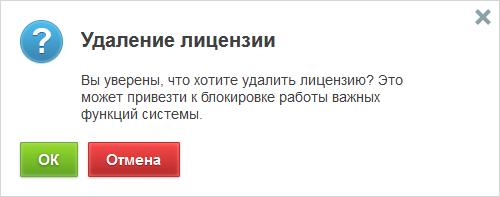 ?
Удаление лицензии
Вы уверены, что хотите удалить лицензию? Это
может привезти к блокировке работы важных
функций системы.
ОК
Отмена